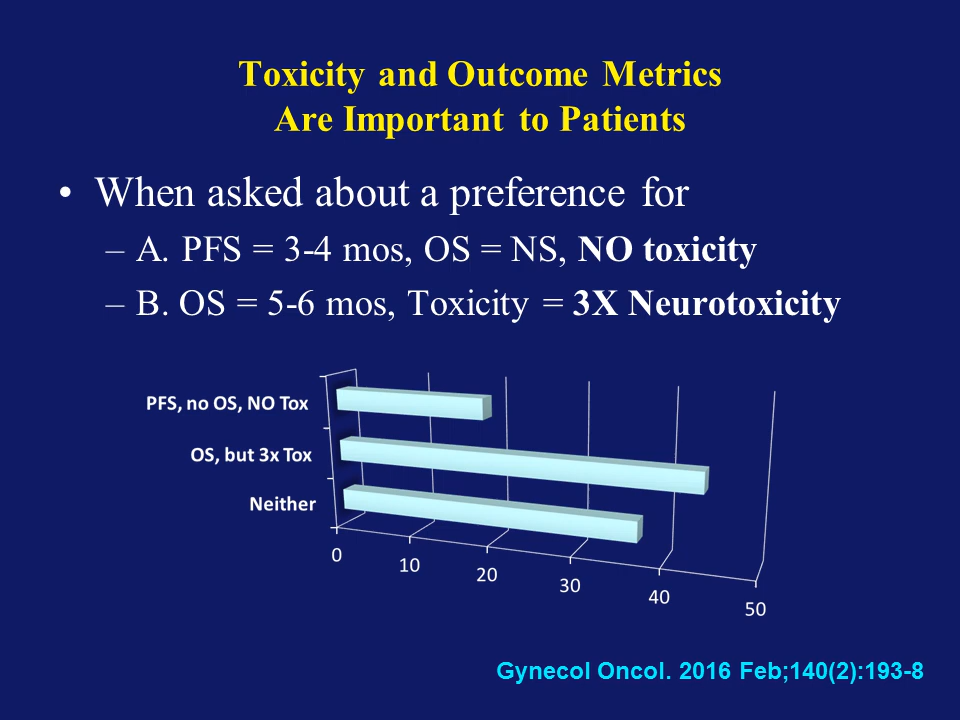 Toxicity and Outcome Metrics
Are Important to Patients
• When asked about a preference for
– A. PFS = 3-4 mos, OS = NS, NO toxicity
– B. OS = 5-6 mos, Toxicity = 3X Neurotoxicity
PFS, no OS, NO Tox
OS, but 3x Tox
Neither
0
10
20
30
40
50
Gynecol Oncol. 2016 Feb;140(2):193-8